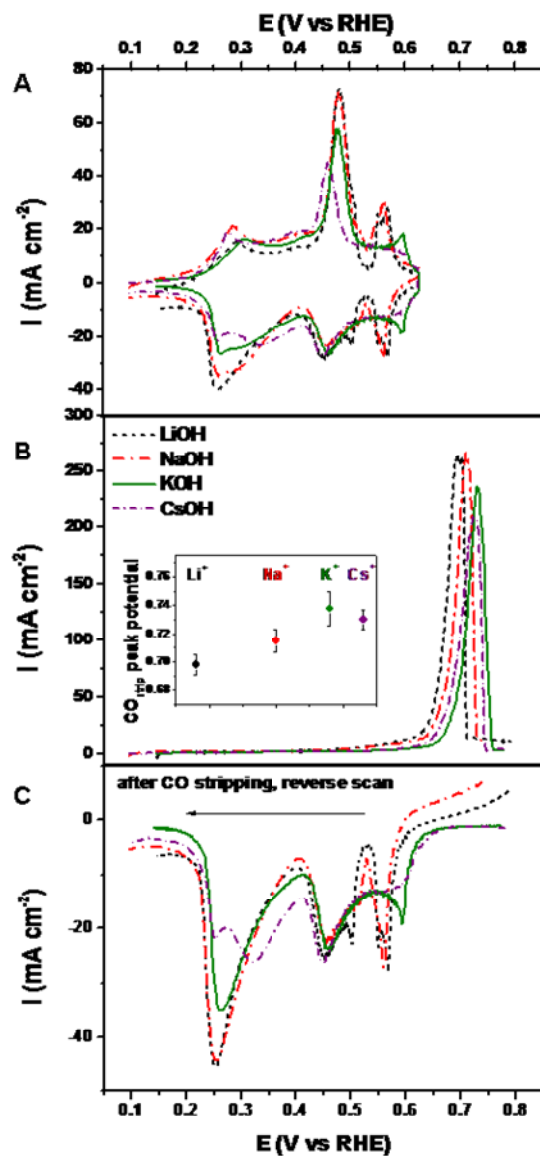 E (V vs RHE)
0.1 0.2 0.3 0.4 0.5 0.6 0.7 0.8
A
80
60
40
20
0
-20
-40
I (mA cm⁻²)
B
300
250
200
150
100
50
0
I (mA cm⁻²)
LiOH
NaOH
KOH
CsOH
Li⁺ Na⁺ K⁺ Cs⁺
0.76
0.74
0.72
0.70
0.68
CO strip peak potential
C
after CO stripping, reverse scan
0
-20
-40
I (mA cm⁻²)
0.1 0.2 0.3 0.4 0.5 0.6 0.7 0.8
E (V vs RHE)